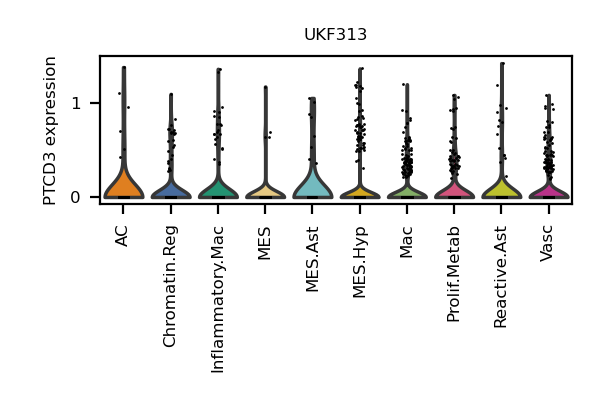 UKF313
PTCD3 expression
1
0
AC
Chromatin.Reg
Inflammatory.Mac
MES
MES.Ast
MES.Hyp
Mac
Prolif.Metab
Reactive.Ast
Vasc